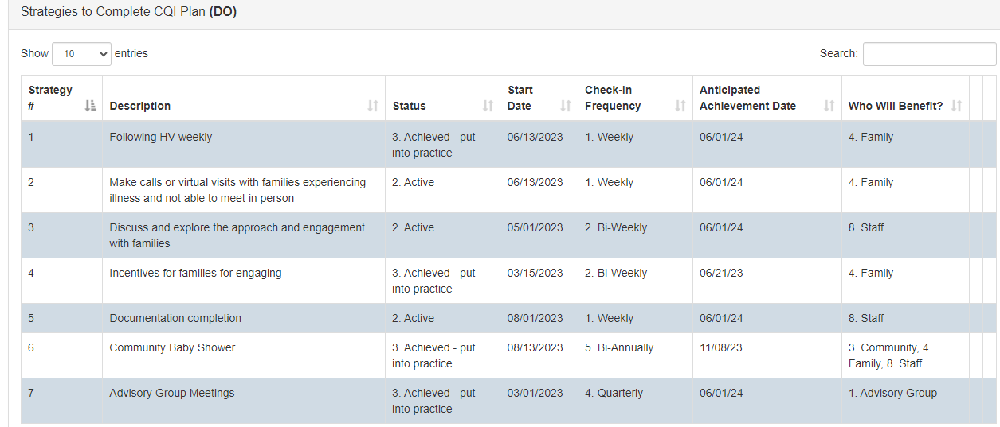 Strategies to Complete CQI Plan (DO)
Show 10 entries
Search:
Strategy # Description Status Start Date Check-In Frequency Anticipated Achievement Date Who Will Benefit?
1 Following HV weekly 3. Achieved - put into practice 06/13/2023 1. Weekly 06/01/24 4. Family
2 Make calls or virtual visits with families experiencing illness and not able to meet in person 2. Active 06/13/2023 1. Weekly 06/01/24 4. Family
3 Discuss and explore the approach and engagement with families 2. Active 05/01/2023 2. Bi-Weekly 06/01/24 8. Staff
4 Incentives for families for engaging 3. Achieved - put into practice 03/15/2023 2. Bi-Weekly 06/21/23 4. Family
5 Documentation completion 2. Active 08/01/2023 1. Weekly 06/01/24 8. Staff
6 Community Baby Shower 3. Achieved - put into practice 08/13/2023 5. Bi-Annually 11/08/23 3. Community, 4. Family, 8. Staff
7 Advisory Group Meetings 3. Achieved - put into practice 03/01/2023 4. Quarterly 06/01/24 1. Advisory Group